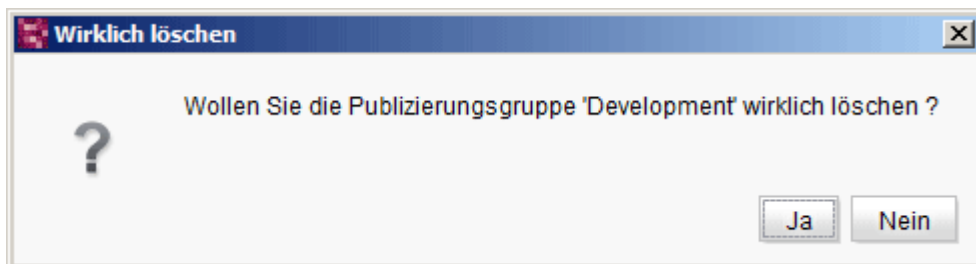 Wirklich löschen
Wollen Sie die Publizierungsgruppe 'Development' wirklich löschen ?
?
Ja
Nein